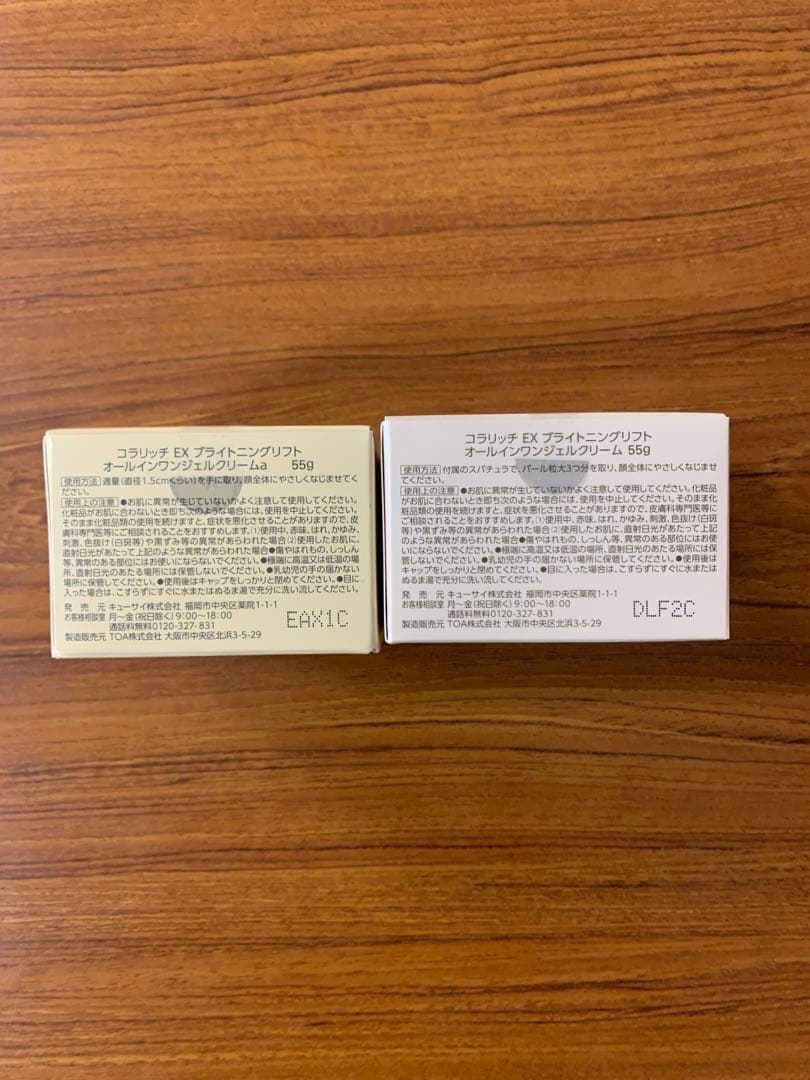 コラリッチ EX ブライトニングリフト
オールインワンジェルクリームa 55g
使用方法 適量(直径1.5cmくらい)を手に取り、顔全体にやさしくなじませてく
ださい。
使用上の注意 ●お肌に異常が生じていないかよく注意して使用してください。
化粧品がお肌に合わないとき即ち次のような場合には、使用を中止してください。
そのまま化粧品類の使用を続けますと、症状を悪化させることがありますので、皮
膚科専門医等にご相談されることをおすすめします。(1)使用中、赤味、はれ、かゆみ、
刺激、色抜け(白斑等)や黒ずみ等の異常があらわれた場合(2)使用したお肌に、
直射日光があたって上記のような異常があらわれた場合●傷やはれもの、しっしん
等、異常のある部位にはお使いにならないでください。●極端に高温又は低温の場
所、直射日光のあたる場所には保管しないでください。●乳幼児の手の届かない場
所に保管してください。●使用後はキャップをしっかりと閉めてください。●目に
入った場合は、こすらずにすぐに水またはぬるま湯で充分に洗い流してください。
発 売 元 キューサイ株式会社 福岡市中央区薬院1-1-1
お客様相談室 月〜金(祝日除く)9:00〜18:00
通話料無料0120-327-831
製造販売元 TOA株式会社 大阪市中央区北浜3-5-29
EAX1C
コラリッチ EX ブライトニングリフト
オールインワンジェルクリーム 55g
使用方法 付属のスパチュラで、パール粒大3つ分を取り、顔全体にやさしくなじませ
てください。
使用上の注意 ●お肌に異常が生じていないかよく注意して使用してください。化粧品
がお肌に合わないとき即ち次のような場合には、使用を中止してください。そのまま化
粧品類の使用を続けますと、症状を悪化させることがありますので、皮膚科専門医等に
ご相談されることをおすすめします。(1)使用中、赤味、はれ、かゆみ、刺激、色抜け(白斑
等)や黒ずみ等の異常があらわれた場合(2)使用したお肌に、直射日光があたって上記
のような異常があらわれた場合●傷やはれもの、しっしん等、異常のある部位にはお使
いにならないでください。●極端に高温又は低温の場所、直射日光のあたる場所には保
管しないでください。●乳幼児の手の届かない場所に保管してください。●使用後は
キャップをしっかりと閉めてください。●目に入った場合は、こすらずにすぐに水または
ぬるま湯で充分に洗い流してください。
発 売 元 キューサイ株式会社 福岡市中央区薬院1-1-1
お客様相談室 月〜金(祝日除く)9:00〜18:00
通話料無料0120-327-831
製造販売元 TOA株式会社 大阪市中央区北浜3-5-29
DLF2C